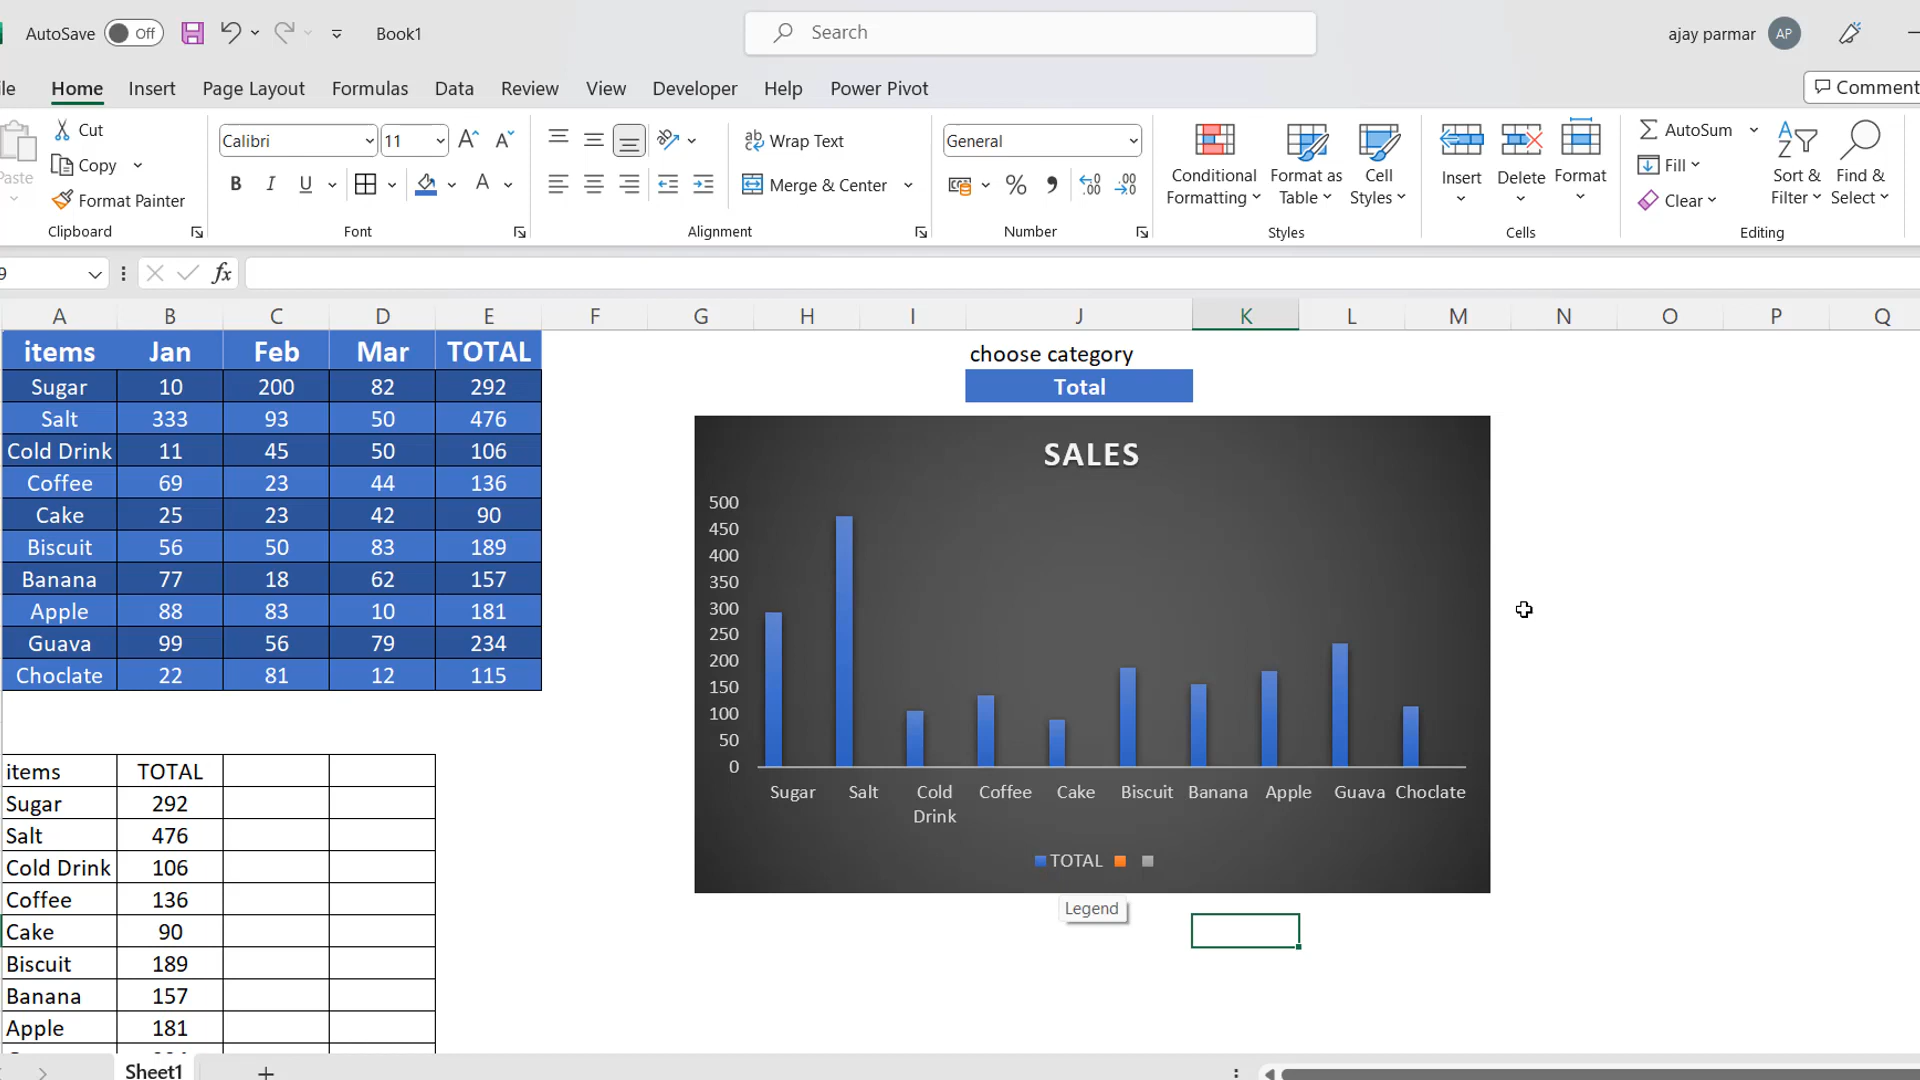 AutoSave Off Book1 Search ajay parmar AP
le Home Insert Page Layout Formulas Data Review View Developer Help Power Pivot Comment
Paste Cut Copy Format Painter
Calibri 11
B I U A
Wrap Text
Merge & Center
General
% 
Conditional Formatting
Format as Table
Cell Styles
Insert Delete Format
AutoSum
Fill
Clear
Sort & Filter
Find & Select
Clipboard Font Alignment Number Styles Cells Editing
9 fx
A B C D E F G H I J K L M N O P Q
items Jan Feb Mar TOTAL
Sugar 10 200 82 292
Salt 333 93 50 476
Cold Drink 11 45 50 106
Coffee 69 23 44 136
Cake 25 23 42 90
Biscuit 56 50 83 189
Banana 77 18 62 157
Apple 88 83 10 181
Guava 99 56 79 234
Choclate 22 81 12 115
items TOTAL
Sugar 292
Salt 476
Cold Drink 106
Coffee 136
Cake 90
Biscuit 189
Banana 157
Apple 181
choose category
Total
SALES
500
450
400
350
300
250
200
150
100
50
0
Sugar Salt Cold Drink Coffee Cake Biscuit Banana Apple Guava Choclate
TOTAL
Legend
Sheet1